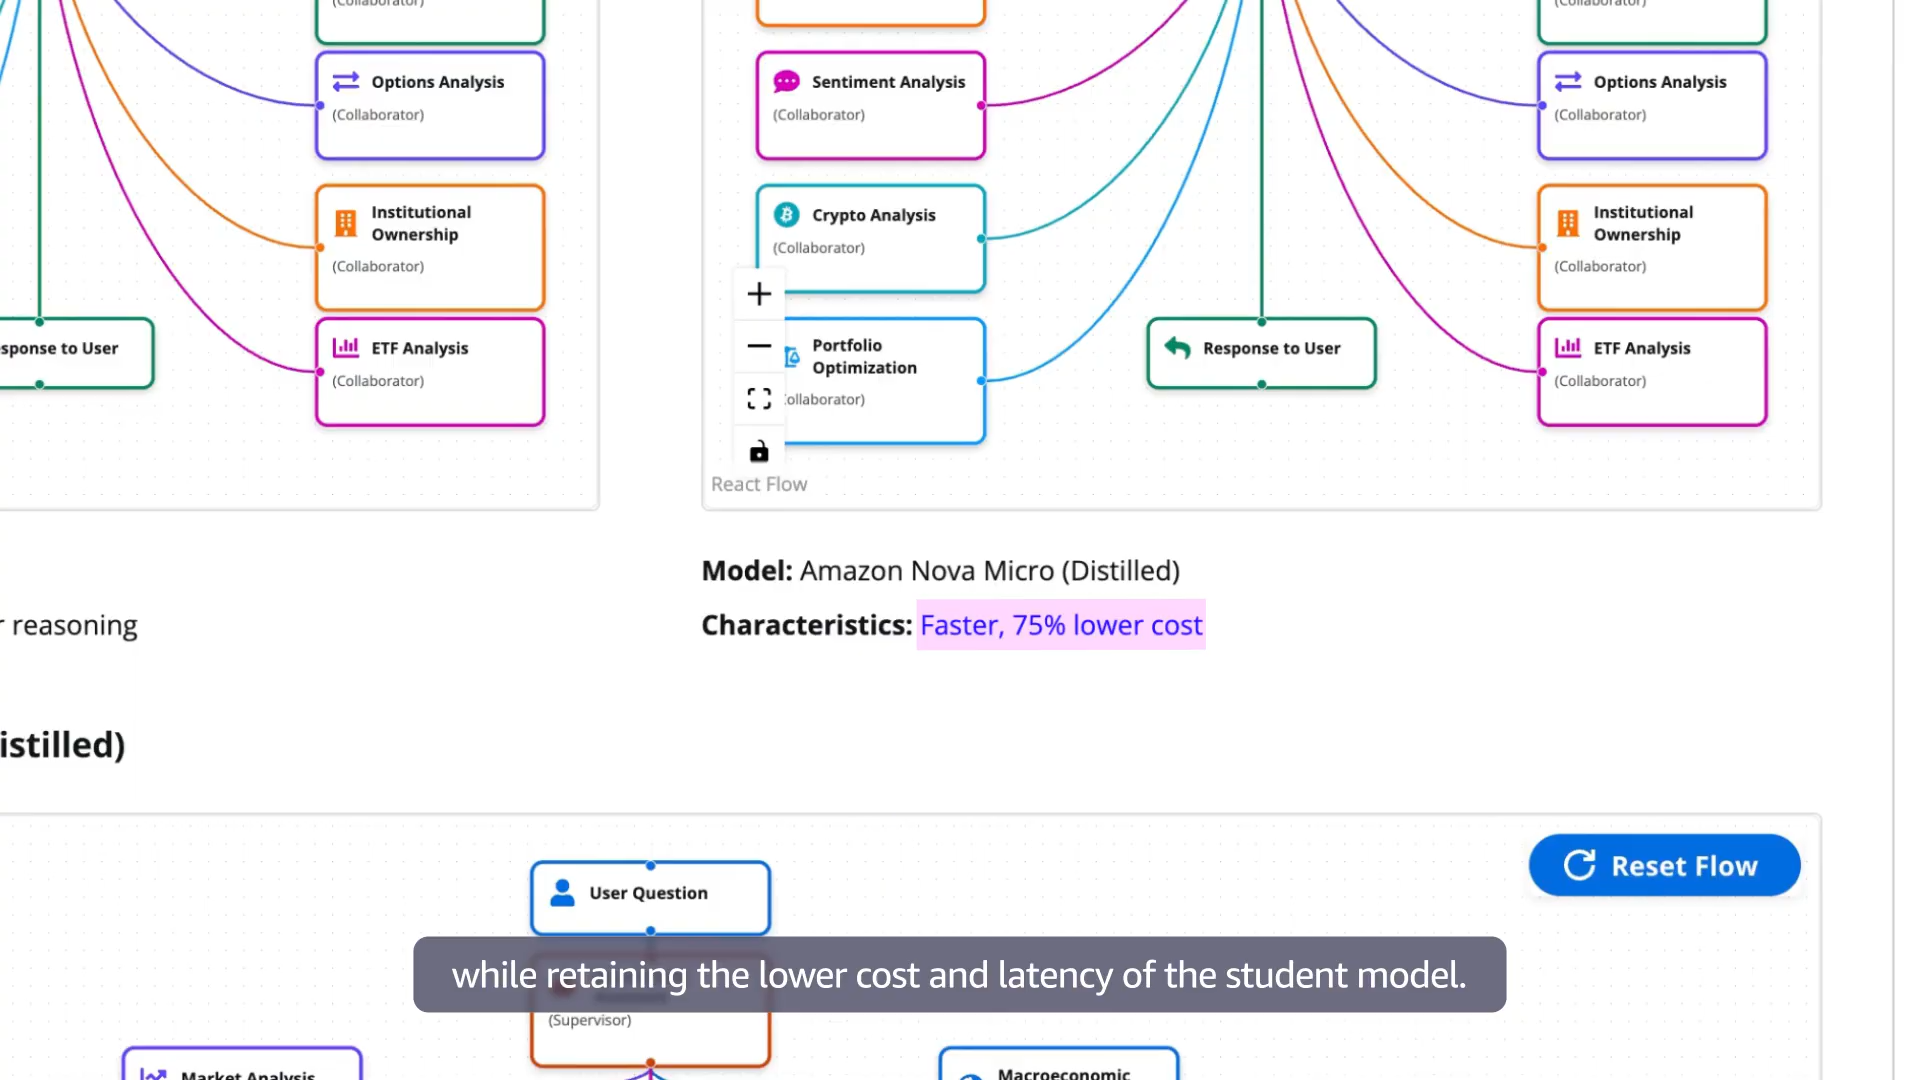 (Collaborator)
Options Analysis
(Collaborator)
Institutional
Ownership
(Collaborator)
sponse to User
ETF Analysis
(Collaborator)
Sentiment Analysis
(Collaborator)
Crypto Analysis
(Collaborator)
Portfolio
Optimization
ollaborator)
React Flow
Response to User
(Collaborator)
Options Analysis
(Collaborator)
Institutional
Ownership
(Collaborator)
ETF Analysis
(Collaborator)
Model: Amazon Nova Micro (Distilled)
r reasoning
Characteristics: Faster, 75% lower cost
istilled)
Reset Flow
User Question
while retaining the lower cost and latency of the student model.
(Supervisor)
Market Analysis
Macroeconomic